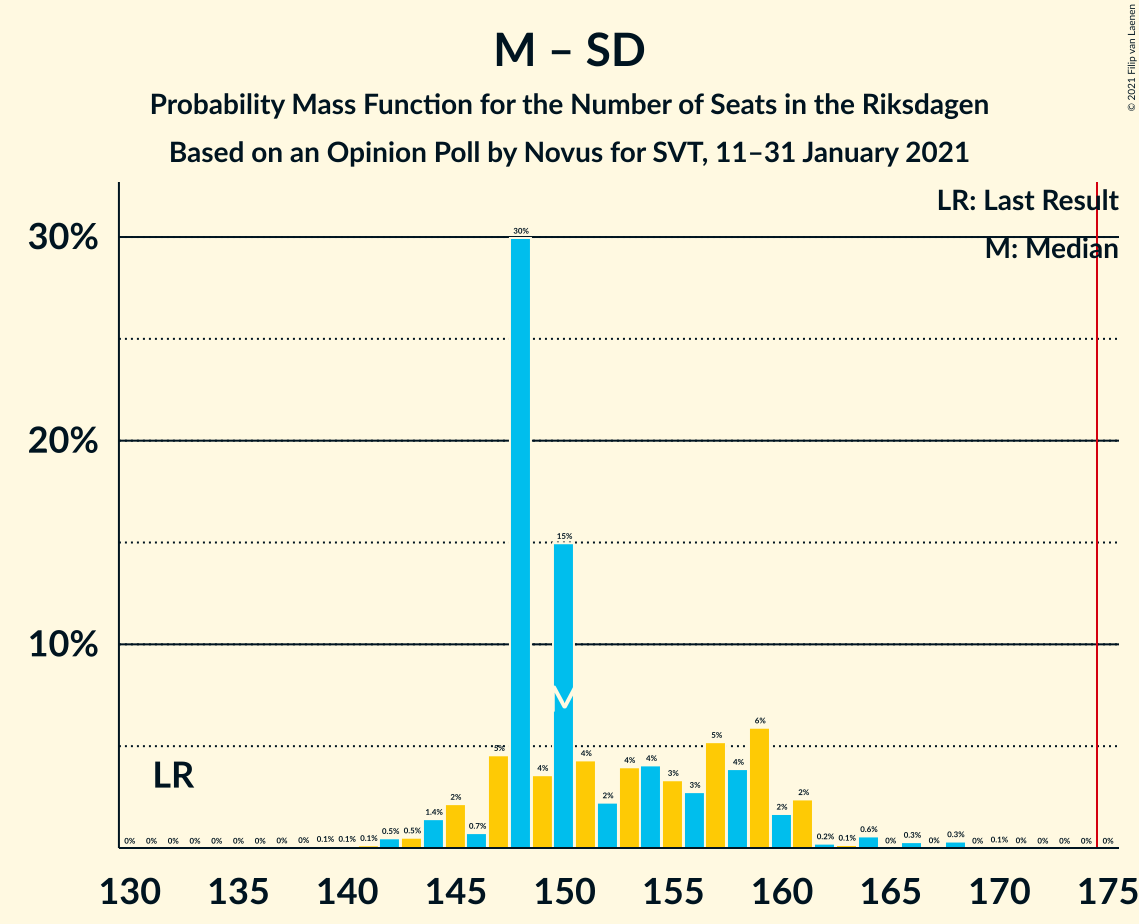 M – SD
Probability Mass Function for the Number of Seats in the Riksdagen
Based on an Opinion Poll by Novus for SVT, 11–31 January 2021
© 2021 Filip van Laenen
LR: Last Result
M: Median
30%
20%
10%
0% 0% 0% 0% 0% 0% 0% 0% 0% 0.1% 0.1% 0.1% 0.5% 0.5% 1.4% 2% 0.7% 5% 30% 4% 15% 4% 2% 4% 4% 3% 3% 5% 4% 6% 2% 2% 0.2% 0.1% 0.6% 0% 0.3% 0% 0.3% 0% 0.1% 0% 0% 0% 0% 0%
M
LR
130 135 140 145 150 155 160 165 170 175